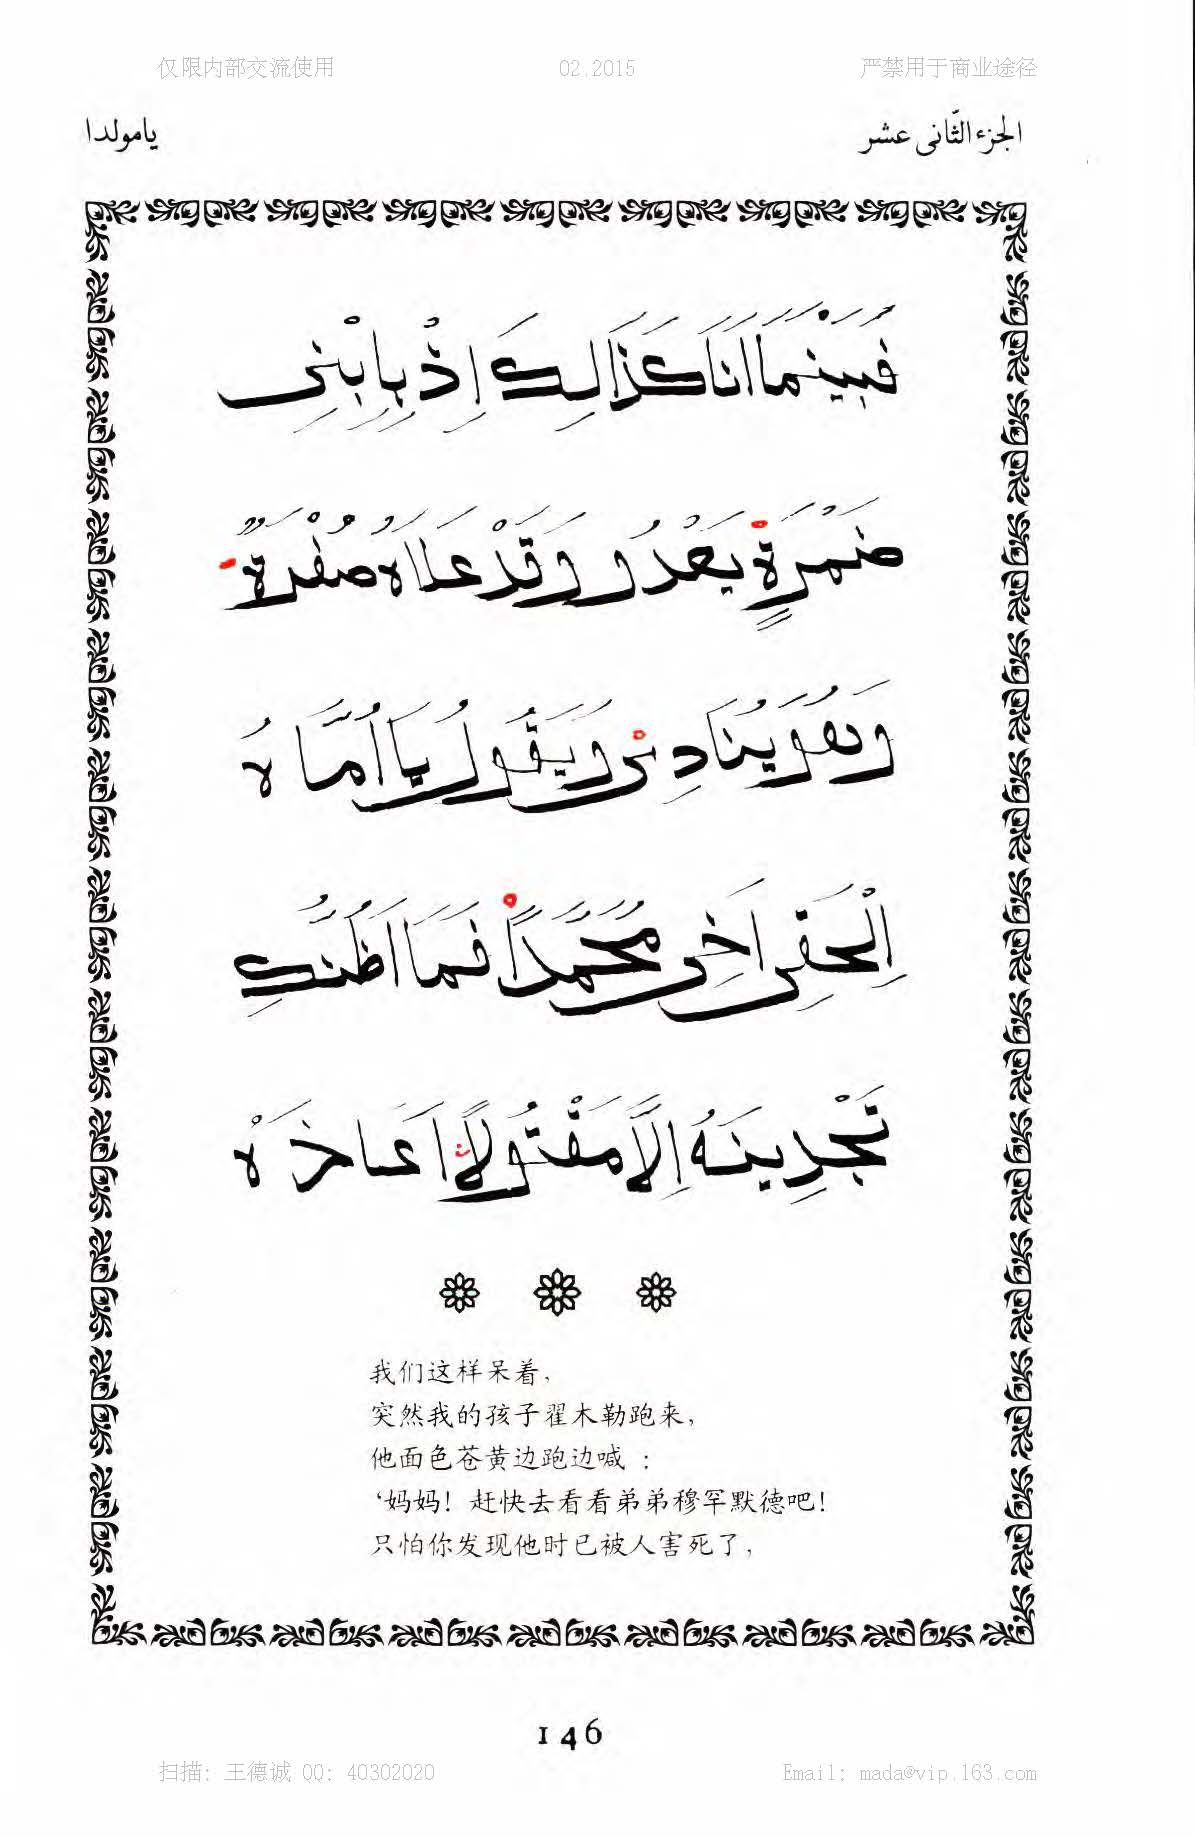 仅限内部交流使用 02.2015 严禁用于商业途径
الجزء الثّانى عشر يامولدا
فَبَيْنَمَا اَنَا كَذَالِكَ اِذْ بِابْنِى
ضَمُرَةٍ يَعْدُو وَقَدْ عَلَاهُ صُفْرَةٌ
وَهُوَ يُنَادِى وَيَقُولُ يَا اُمَّاهُ
اِلْحَقِى اَخِى مُحَمَّدًا فَمَا اَظُنُّكِ
تَجْدِينَهُ اِلَّا مَقْتُولًا اَعَاذَهُ
我们这样呆着，
突然我的孩子翟木勒跑来，
他面色苍黄边跑边喊：
‘妈妈！赶快去看看弟弟穆罕默德吧！
只怕你发现他时已被人害死了，
146
扫描: 王德诚 QQ: 40302020 Email: mada@vip.163.com